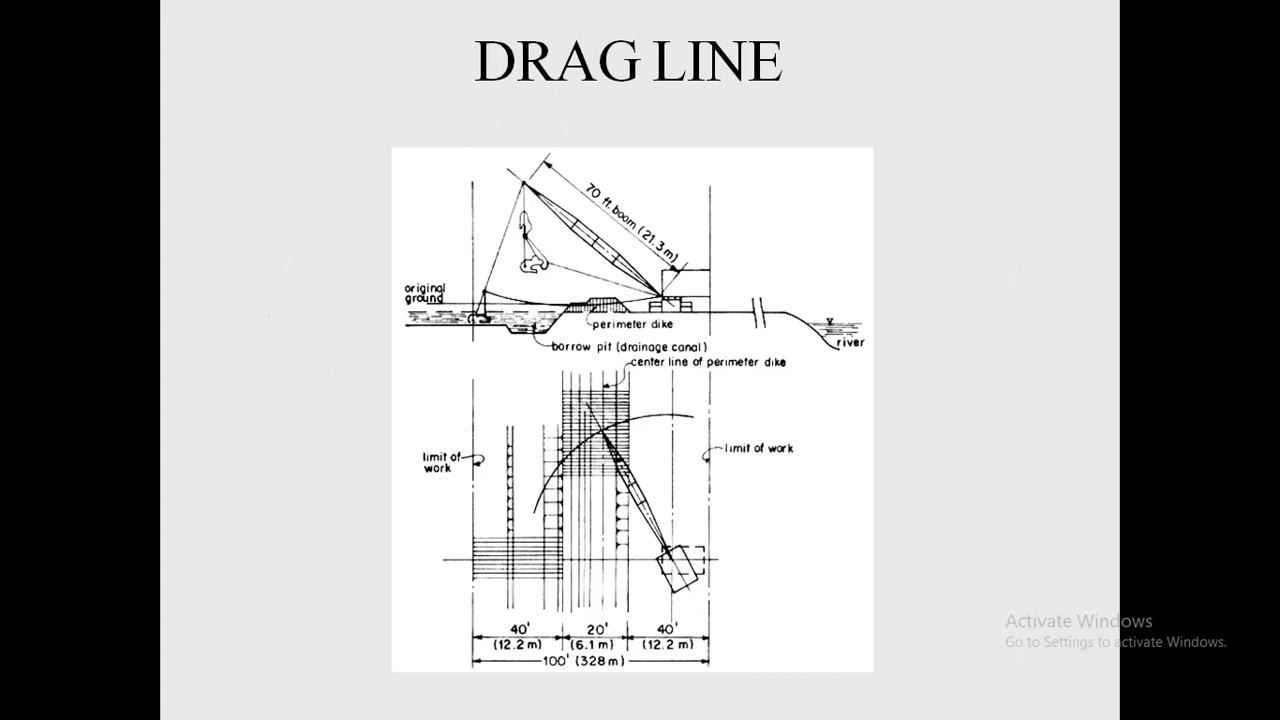 DRAG LINE
70 ft. boom (21.3 m)
original
ground
perimeter dike
borrow pit (drainage canal)
river
center line of perimeter dike
limit of
work
limit of work
40' 20' 40'
(12.2 m) (6.1 m) (12.2 m)
100' (328 m)
Activate Windows
Go to Settings to activate Windows.